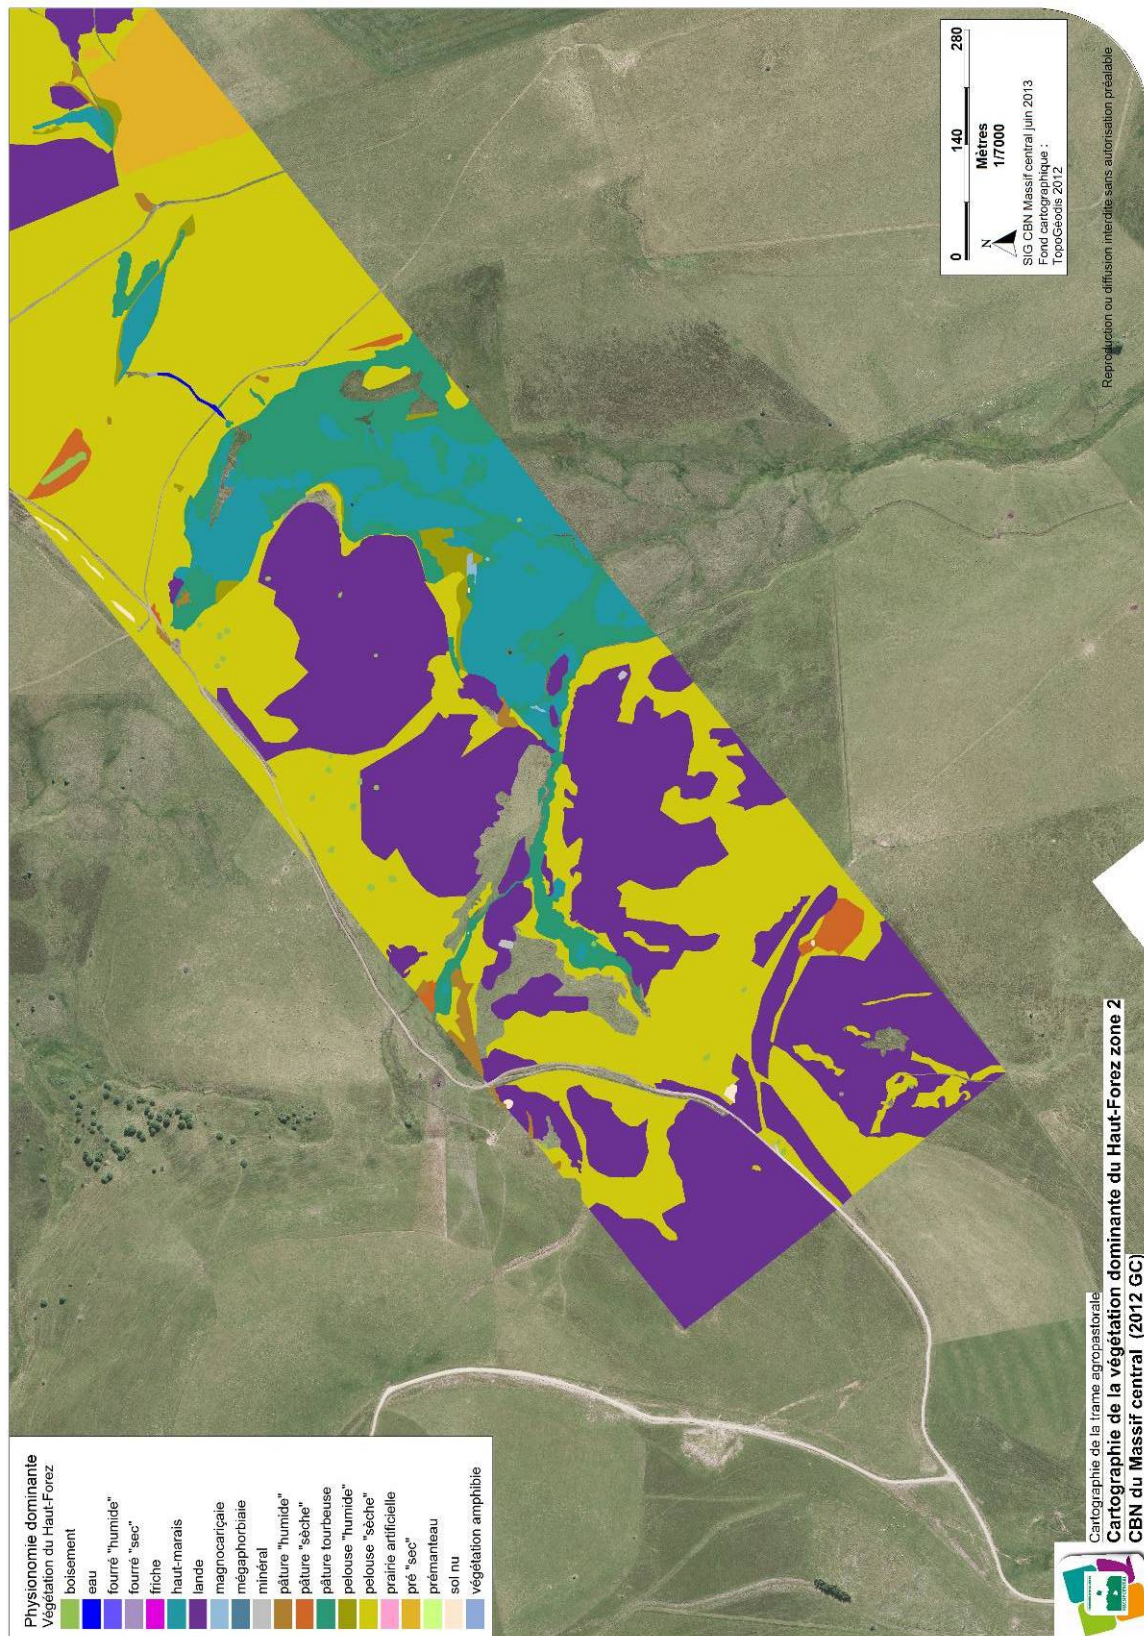 Physionomie dominante
Végétation du Haut-Forez
boisement
eau
fourré "humide"
fourré "sec"
friche
haut-marais
lande
magnocariçaie
mégaphorbiaie
minéral
pâture "humide"
pâture "sèche"
pâture tourbeuse
pelouse "humide"
pelouse "sèche"
prairie artificielle
pré "sec"
prémanteau
sol nu
végétation amphibie
0 140 280
Mètres
1/7000
N
SIG CBN Massif central juin 2013
Fond cartographique :
TopoGéodis 2012
Reproduction ou diffusion interdite sans autorisation préalable
Cartographie de la trame agropastorale
Cartographie de la végétation dominante du Haut-Forez zone 2
CBN du Massif central (2012 GC)